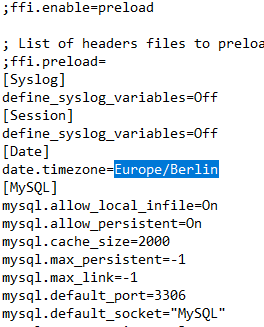 ;ffi.enable=preload
; List of headers files to preloa
;ffi.preload=
[Syslog]
define_syslog_variables=Off
[Session]
define_syslog_variables=Off
[Date]
date.timezone=Europe/Berlin
[MySQL]
mysql.allow_local_infile=On
mysql.allow_persistent=On
mysql.cache_size=2000
mysql.max_persistent=-1
mysql.max_link=-1
mysql.default_port=3306
mysql.default_socket="MySQL"